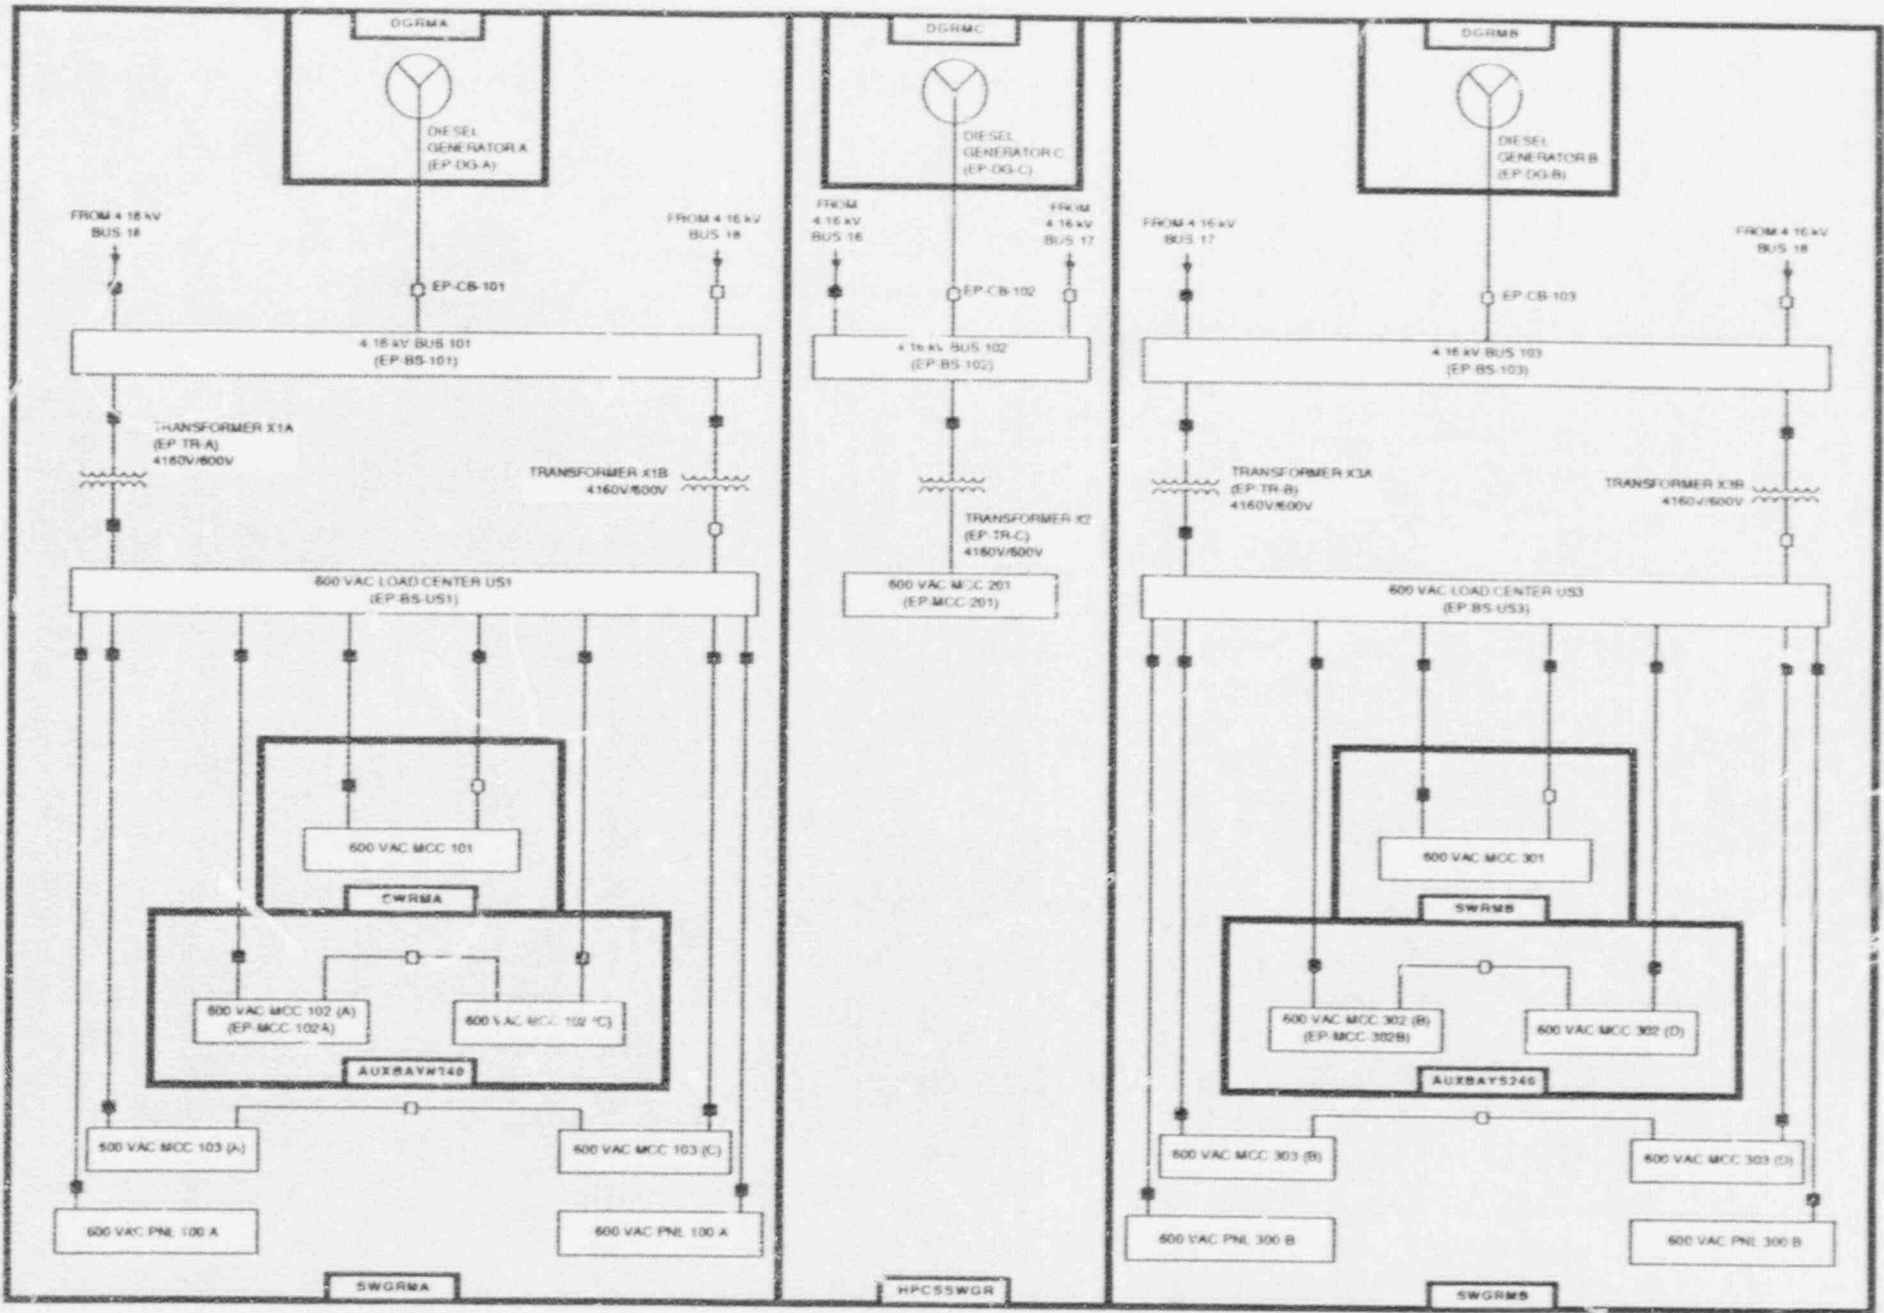 DGRMA
DGRMC
DGRMB
DIESEL
GENERATOR A
(EP-DG-A)
DIESEL
GENERATOR C
(EP-DG-C)
DIESEL
GENERATOR B
(EP-DG-B)
FROM 4.16 kV
BUS 16
FROM 4.16 kV
BUS 18
FROM
4.16 kV
BUS 16
FROM
4.16 kV
BUS 17
FROM 4.16 kV
BUS 17
FROM 4.16 kV
BUS 18
EP-CB-101
EP-CB-102
EP-CB-103
4.16 kV BUS 101
(EP-BS-101)
4.16 kV BUS 102
(EP-BS-102)
4.16 kV BUS 103
(EP-BS-103)
TRANSFORMER X1A
(EP-TR-A)
4160V/600V
TRANSFORMER X1B
4160V/600V
TRANSFORMER X2
(EP-TR-C)
4160V/600V
TRANSFORMER X3A
(EP-TR-B)
4160V/600V
TRANSFORMER X3B
4160V/600V
600 VAC LOAD CENTER US1
(EP-BS-US1)
600 VAC MCC 201
(EP-MCC-201)
600 VAC LOAD CENTER US3
(EP-BS-US3)
600 VAC MCC 101
600 VAC MCC 301
SWRMA
SWRMB
600 VAC MCC 102 (A)
(EP-MCC-102A)
600 VAC MCC 102 (C)
600 VAC MCC 302 (B)
(EP-MCC-302B)
600 VAC MCC 302 (D)
AUXBAYN240
AUXBAYS240
600 VAC MCC 103 (A)
600 VAC MCC 103 (C)
600 VAC MCC 303 (B)
600 VAC MCC 303 (D)
600 VAC PNL 100 A
600 VAC PNL 100 A
600 VAC PNL 300 B
600 VAC PNL 300 B
SWGRMA
HPCSSWGR
SWGRMB